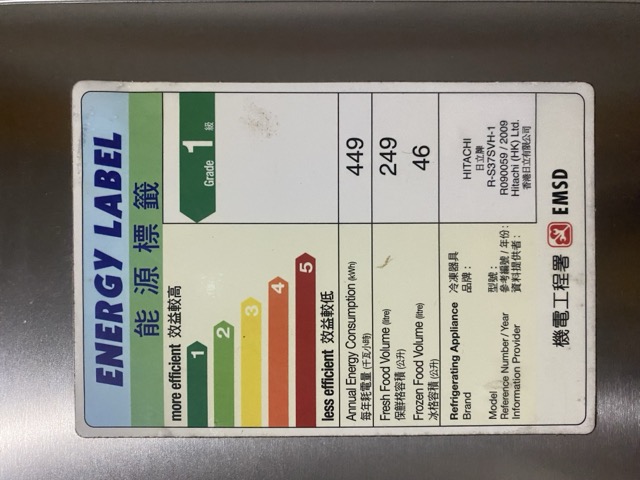 ENERGY LABEL
能源標籤
more efficient 效益較高
Grade 1 級
1
2
3
4
5
less efficient 效益較低
Annual Energy Consumption (kWh) 449
每年耗電量 (千瓦小時)
Fresh Food Volume (litre) 249
保鮮格容積 (公升)
Frozen Food Volume (litre) 46
冰格容積 (公升)
Refrigerating Appliance 冷凍器具
Brand 品牌： HITACHI
日立牌
Model 型號： R-S37SVH-1
Reference Number / Year 參考編號 / 年份： R090059 / 2009
Information Provider 資料提供者： Hitachi (HK) Ltd.
香港日立有限公司
機電工程署 EMSD